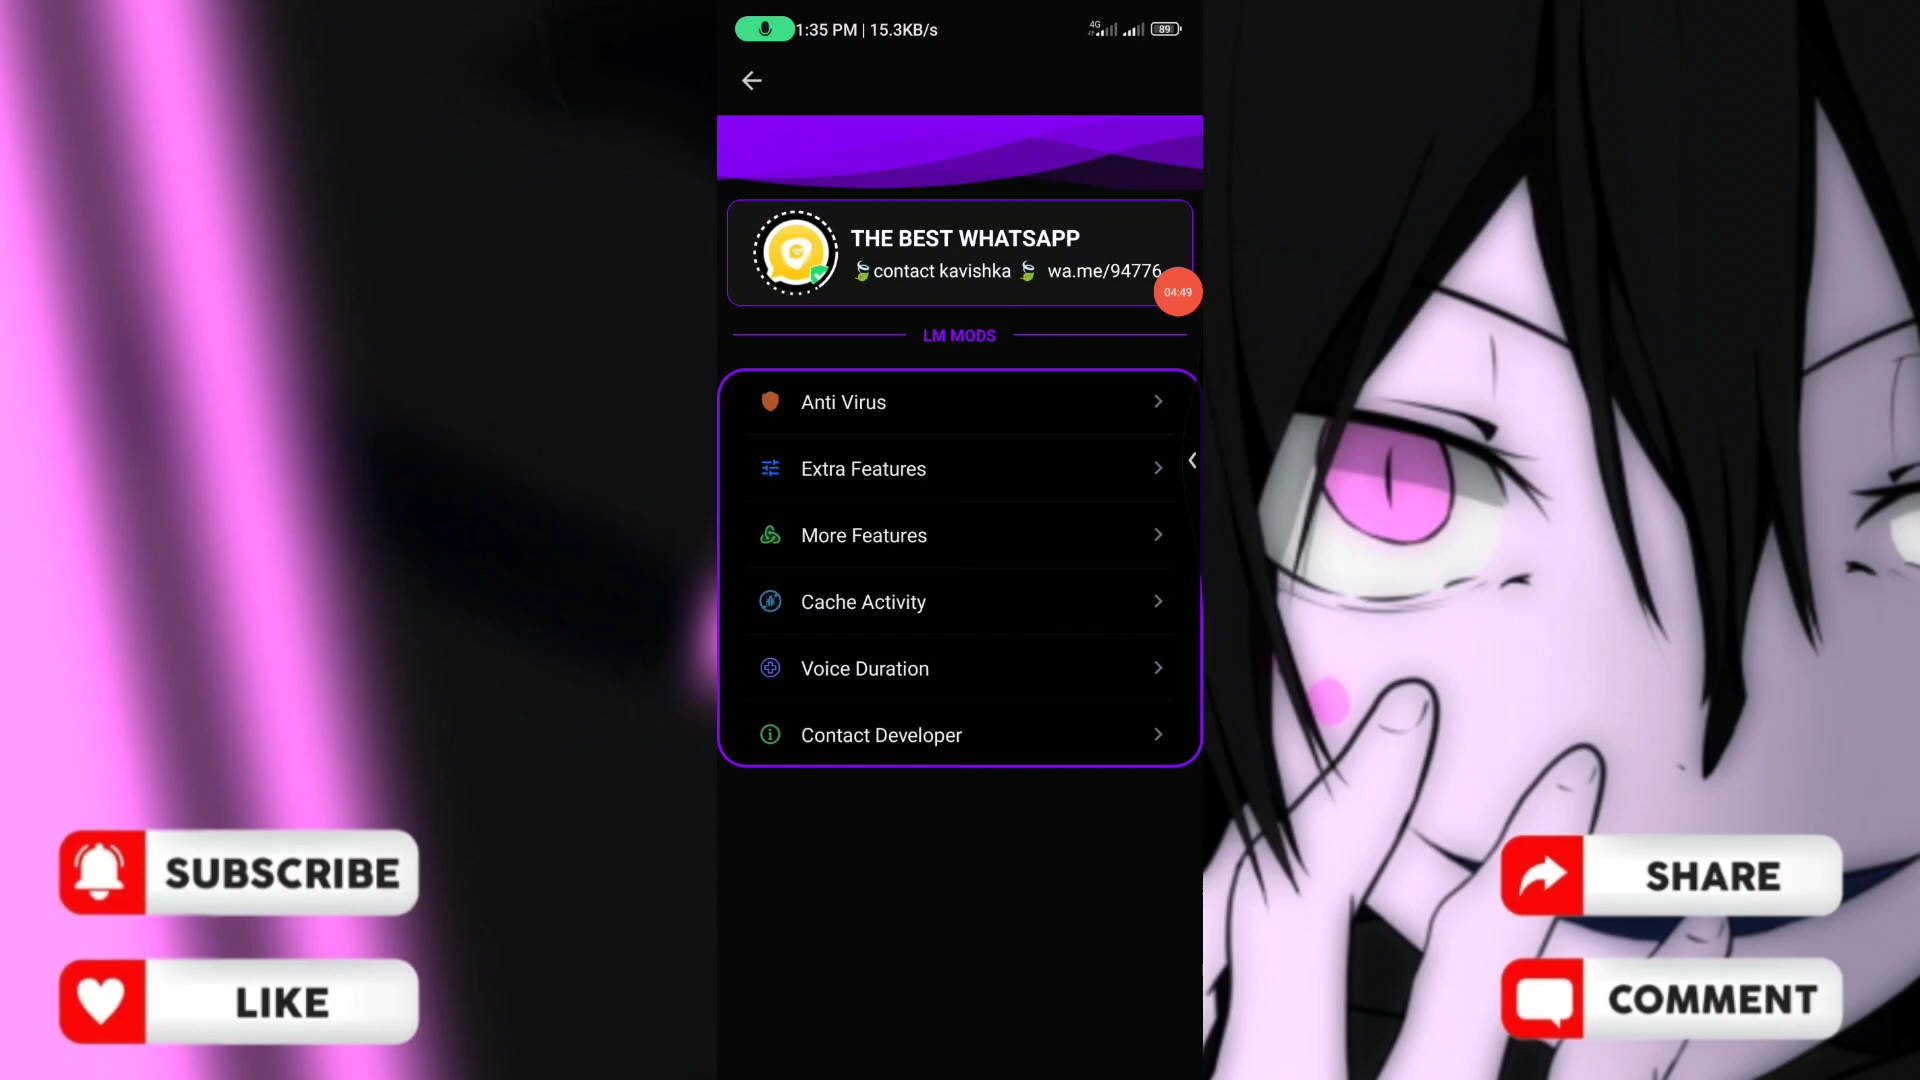 1:35 PM | 15.3KB/s
4G
89
THE BEST WHATSAPP
🍃contact kavishka 🍃 wa.me/94776
04:49
LM MODS
Anti Virus
Extra Features
More Features
Cache Activity
Voice Duration
Contact Developer
SUBSCRIBE
SHARE
LIKE
COMMENT